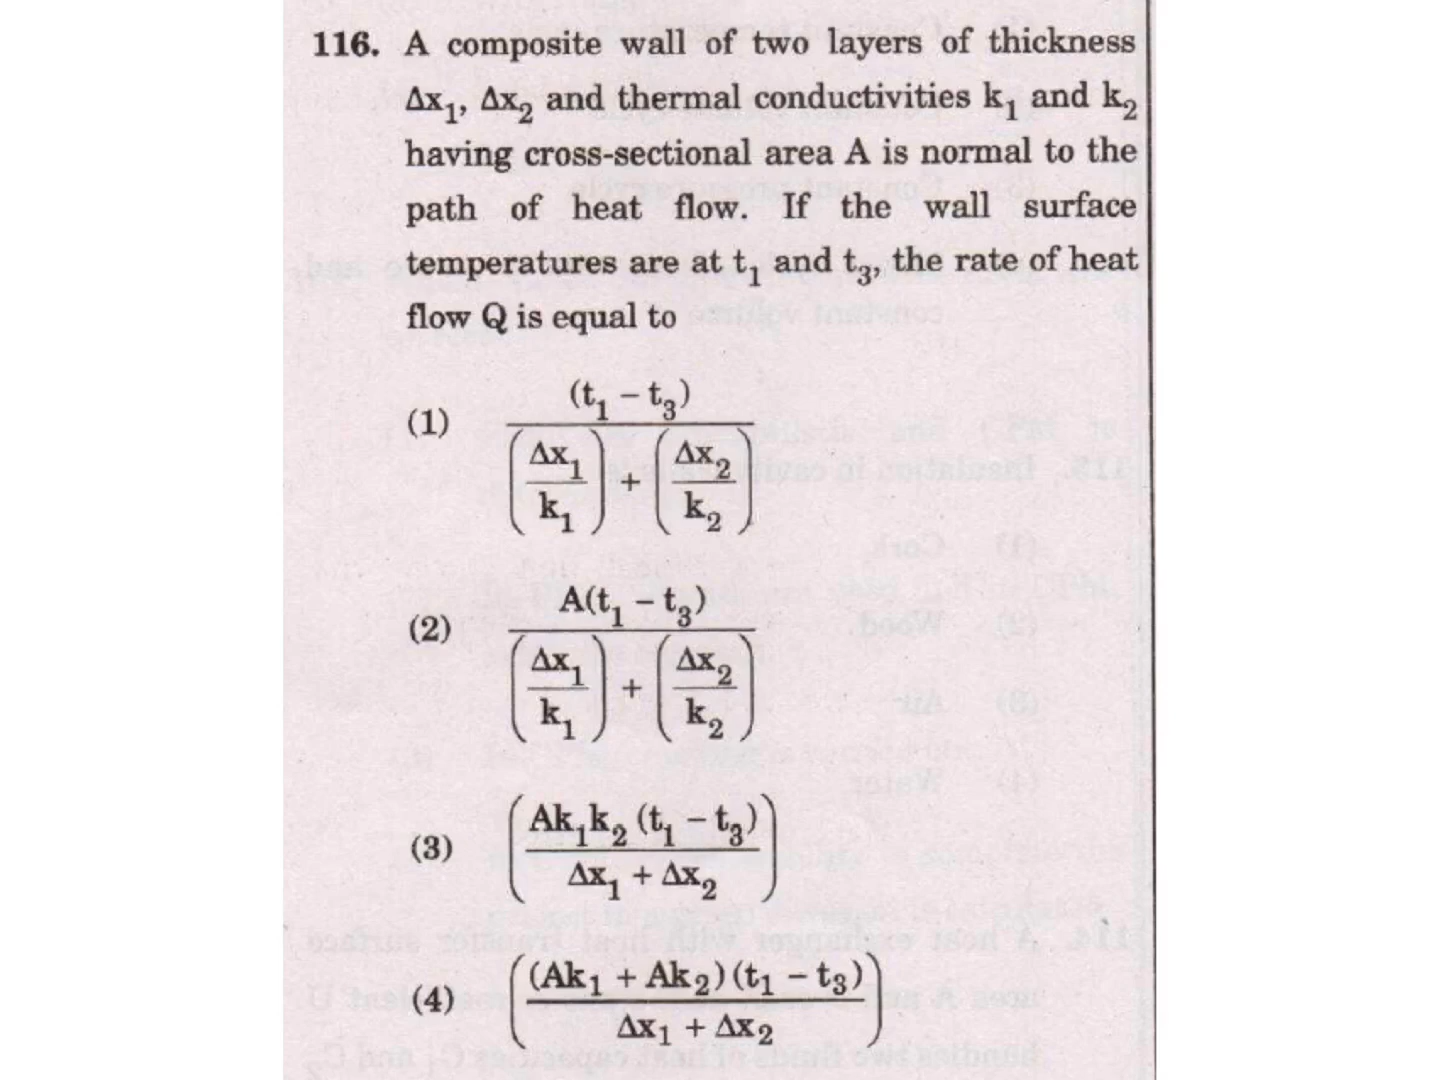 116. A composite wall of two layers of thickness
Δx₁, Δx₂ and thermal conductivities k₁ and k₂
having cross-sectional area A is normal to the
path of heat flow. If the wall surface
temperatures are at t₁ and t₃, the rate of heat
flow Q is equal to
(1) (t₁ − t₃) / ((Δx₁/k₁) + (Δx₂/k₂))
(2) A(t₁ − t₃) / ((Δx₁/k₁) + (Δx₂/k₂))
(3) (Ak₁k₂ (t₁ − t₃) / Δx₁ + Δx₂)
(4) ((Ak₁ + Ak₂)(t₁ − t₃) / Δx₁ + Δx₂)